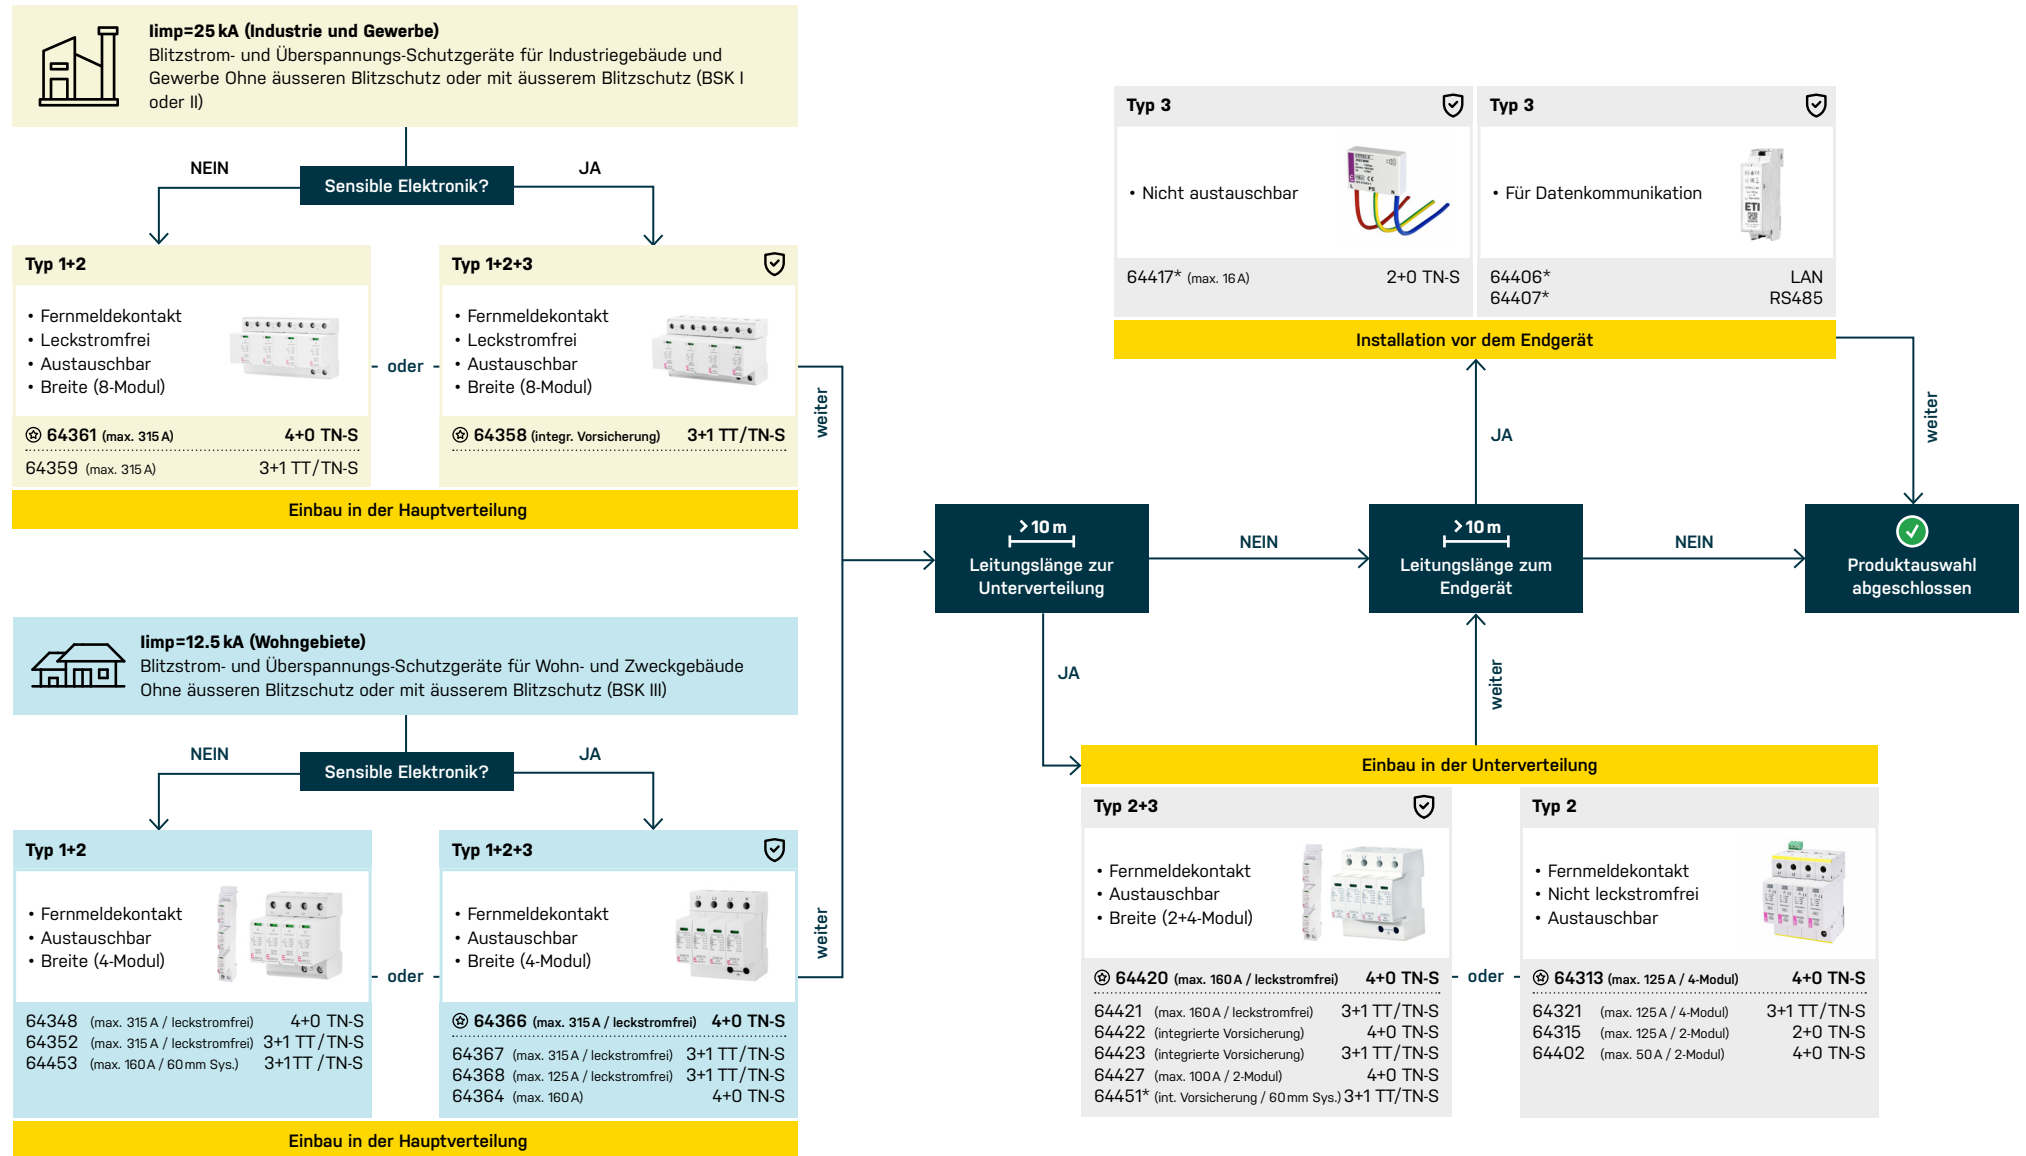 Iimp=25 kA (Industrie und Gewerbe)
Blitzstrom- und Überspannungs-Schutzgeräte für Industriegebäude und
Gewerbe Ohne äusseren Blitzschutz oder mit äusserem Blitzschutz (BSK I
oder II)
NEIN
Sensible Elektronik?
JA
Typ 1+2
• Fernmeldekontakt
• Leckstromfrei
• Austauschbar
• Breite (8-Modul)
64361 (max. 315 A) 4+0 TN-S
64359 (max. 315 A) 3+1 TT/TN-S
oder
Typ 1+2+3
• Fernmeldekontakt
• Leckstromfrei
• Austauschbar
• Breite (8-Modul)
64358 (integr. Vorsicherung) 3+1 TT/TN-S
Einbau in der Hauptverteilung
weiter
Iimp=12.5 kA (Wohngebiete)
Blitzstrom- und Überspannungs-Schutzgeräte für Wohn- und Zweckgebäude
Ohne äusseren Blitzschutz oder mit äusserem Blitzschutz (BSK III)
NEIN
Sensible Elektronik?
JA
Typ 1+2
• Fernmeldekontakt
• Austauschbar
• Breite (4-Modul)
64348 (max. 315 A / leckstromfrei) 4+0 TN-S
64352 (max. 315 A / leckstromfrei) 3+1 TT/TN-S
64453 (max. 160 A / 60 mm Sys.) 3+1TT /TN-S
oder
Typ 1+2+3
• Fernmeldekontakt
• Austauschbar
• Breite (4-Modul)
64366 (max. 315 A / leckstromfrei) 4+0 TN-S
64367 (max. 315 A / leckstromfrei) 3+1 TT/TN-S
64368 (max. 125 A / leckstromfrei) 3+1 TT/TN-S
64364 (max. 160 A) 4+0 TN-S
Einbau in der Hauptverteilung
weiter
> 10 m
Leitungslänge zur
Unterverteilung
NEIN
JA
Einbau in der Unterverteilung
Typ 2+3
• Fernmeldekontakt
• Austauschbar
• Breite (2+4-Modul)
64420 (max. 160 A / leckstromfrei) 4+0 TN-S
64421 (max. 160 A / leckstromfrei) 3+1 TT/TN-S
64422 (integrierte Vorsicherung) 4+0 TN-S
64423 (integrierte Vorsicherung) 3+1 TT/TN-S
64427 (max. 100 A / 2-Modul) 4+0 TN-S
64451* (int. Vorsicherung / 60 mm Sys.) 3+1 TT/TN-S
oder
Typ 2
• Fernmeldekontakt
• Nicht leckstromfrei
• Austauschbar
64313 (max. 125 A / 4-Modul) 4+0 TN-S
64321 (max. 125 A / 4-Modul) 3+1 TT/TN-S
64315 (max. 125 A / 2-Modul) 2+0 TN-S
64402 (max. 50 A / 2-Modul) 4+0 TN-S
weiter
> 10 m
Leitungslänge zum
Endgerät
JA
NEIN
Typ 3
• Nicht austauschbar
L PE N
64417* (max. 16 A) 2+0 TN-S
Typ 3
• Für Datenkommunikation
ETI
64406* LAN
64407* RS485
Installation vor dem Endgerät
weiter
Produktauswahl
abgeschlossen